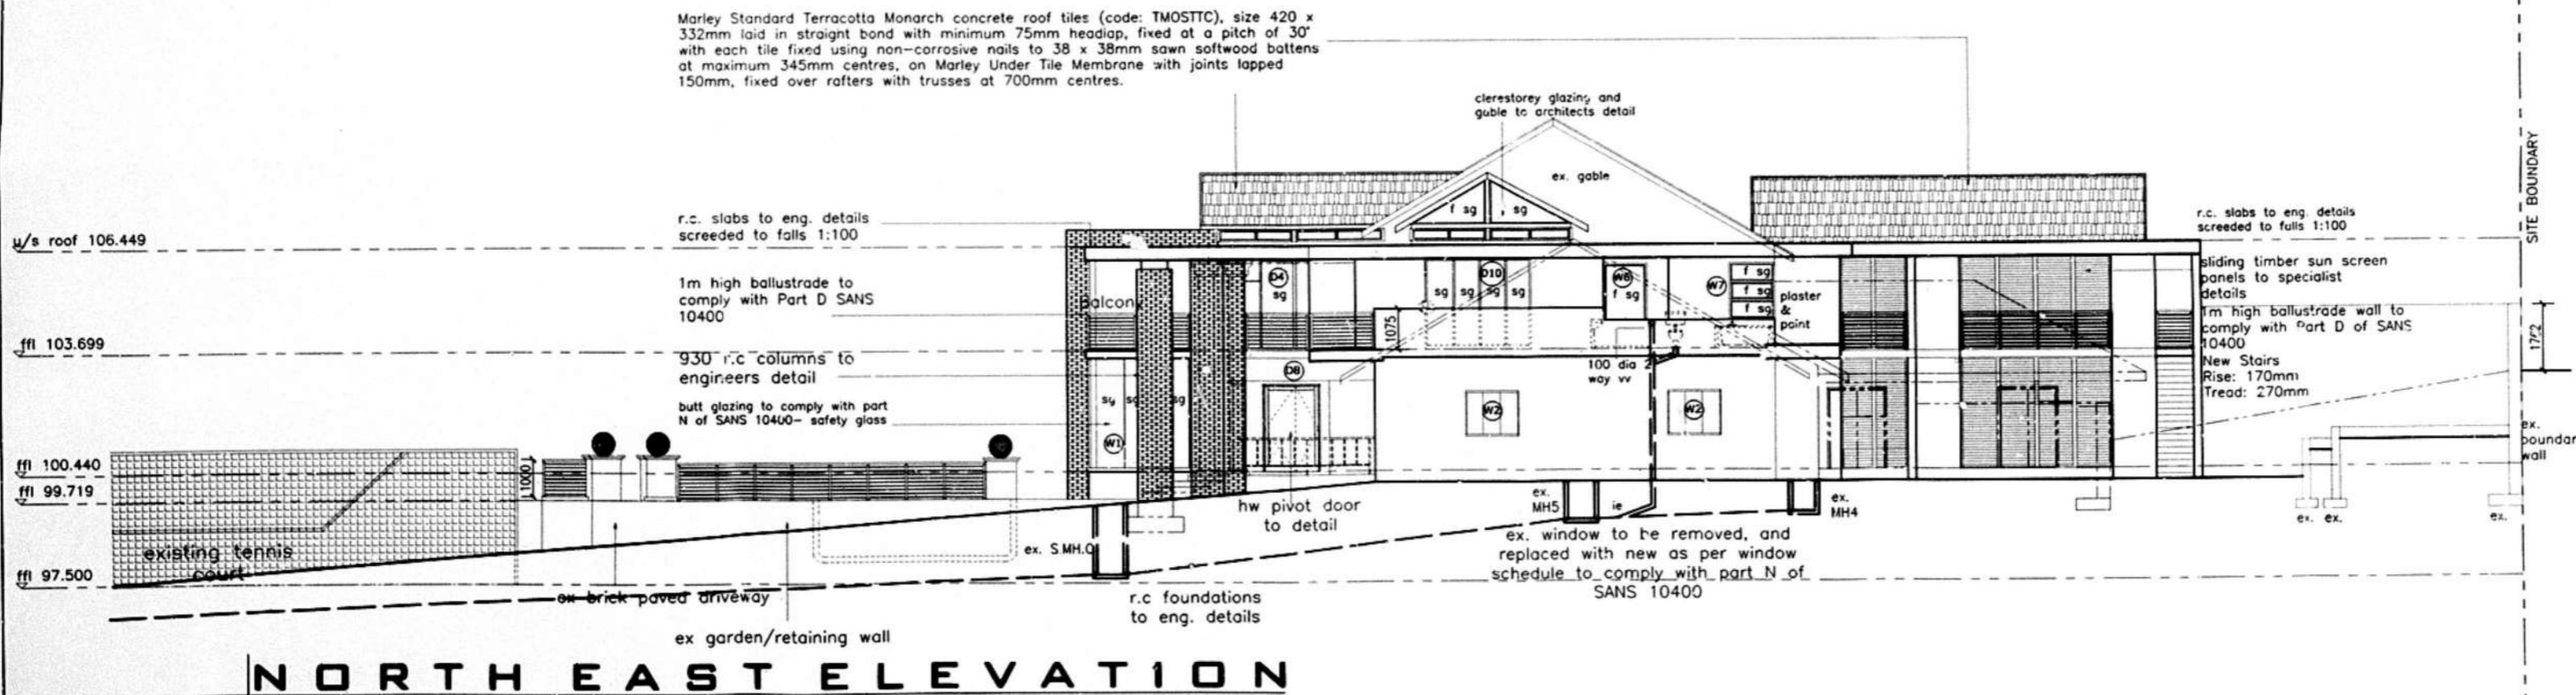 Marley Standard Terracotta Monarch concrete roof tiles (code: TMOSTTC), size 420 x
332mm laid in straight bond with minimum 75mm headlap, fixed at a pitch of 30°
with each tile fixed using non-corrosive nails to 38 x 38mm sawn softwood battens
at maximum 345mm centres, on Marley Under Tile Membrane with joints lapped
150mm, fixed over rafters with trusses at 700mm centres.
clerestorey glazing and
gable to architects detail
ex. gable
f sg
sg
SITE BOUNDARY
r.c. slabs to eng. details
screeded to falls 1:100
r.c. slabs to eng. details
screeded to falls 1:100
u/s roof 106.449
1m high ballustrade to
comply with Part D SANS
10400
Balcony
D4
sg
D10
sg
sg
sg
sg
W6
f sg
W7
f sg
f sg
f sg
plaster
&
paint
sliding timber sun screen
panels to specialist
details
1m high ballustrade wall to
comply with Part D of SANS
10400
New Stairs
Rise: 170mm
Tread: 270mm
1075
ffl 103.699
930 r.c columns to
engineers detail
D8
100 dia 2
way vv
butt glazing to comply with part
N of SANS 10400- safety glass
sg
sg
sg
W1
W2
W2
ex.
boundary
wall
ffl 100.440
ffl 99.719
1000
hw pivot door
to detail
ex.
MH5
ie
ex.
MH4
ex.
ex.
ex.
existing tennis
court
ex. S.MH.
ex. window to be removed, and
replaced with new as per window
schedule to comply with part N of
SANS 10400
ffl 97.500
ex brick paved driveway
r.c foundations
to eng. details
ex garden/retaining wall
NORTH EAST ELEVATION